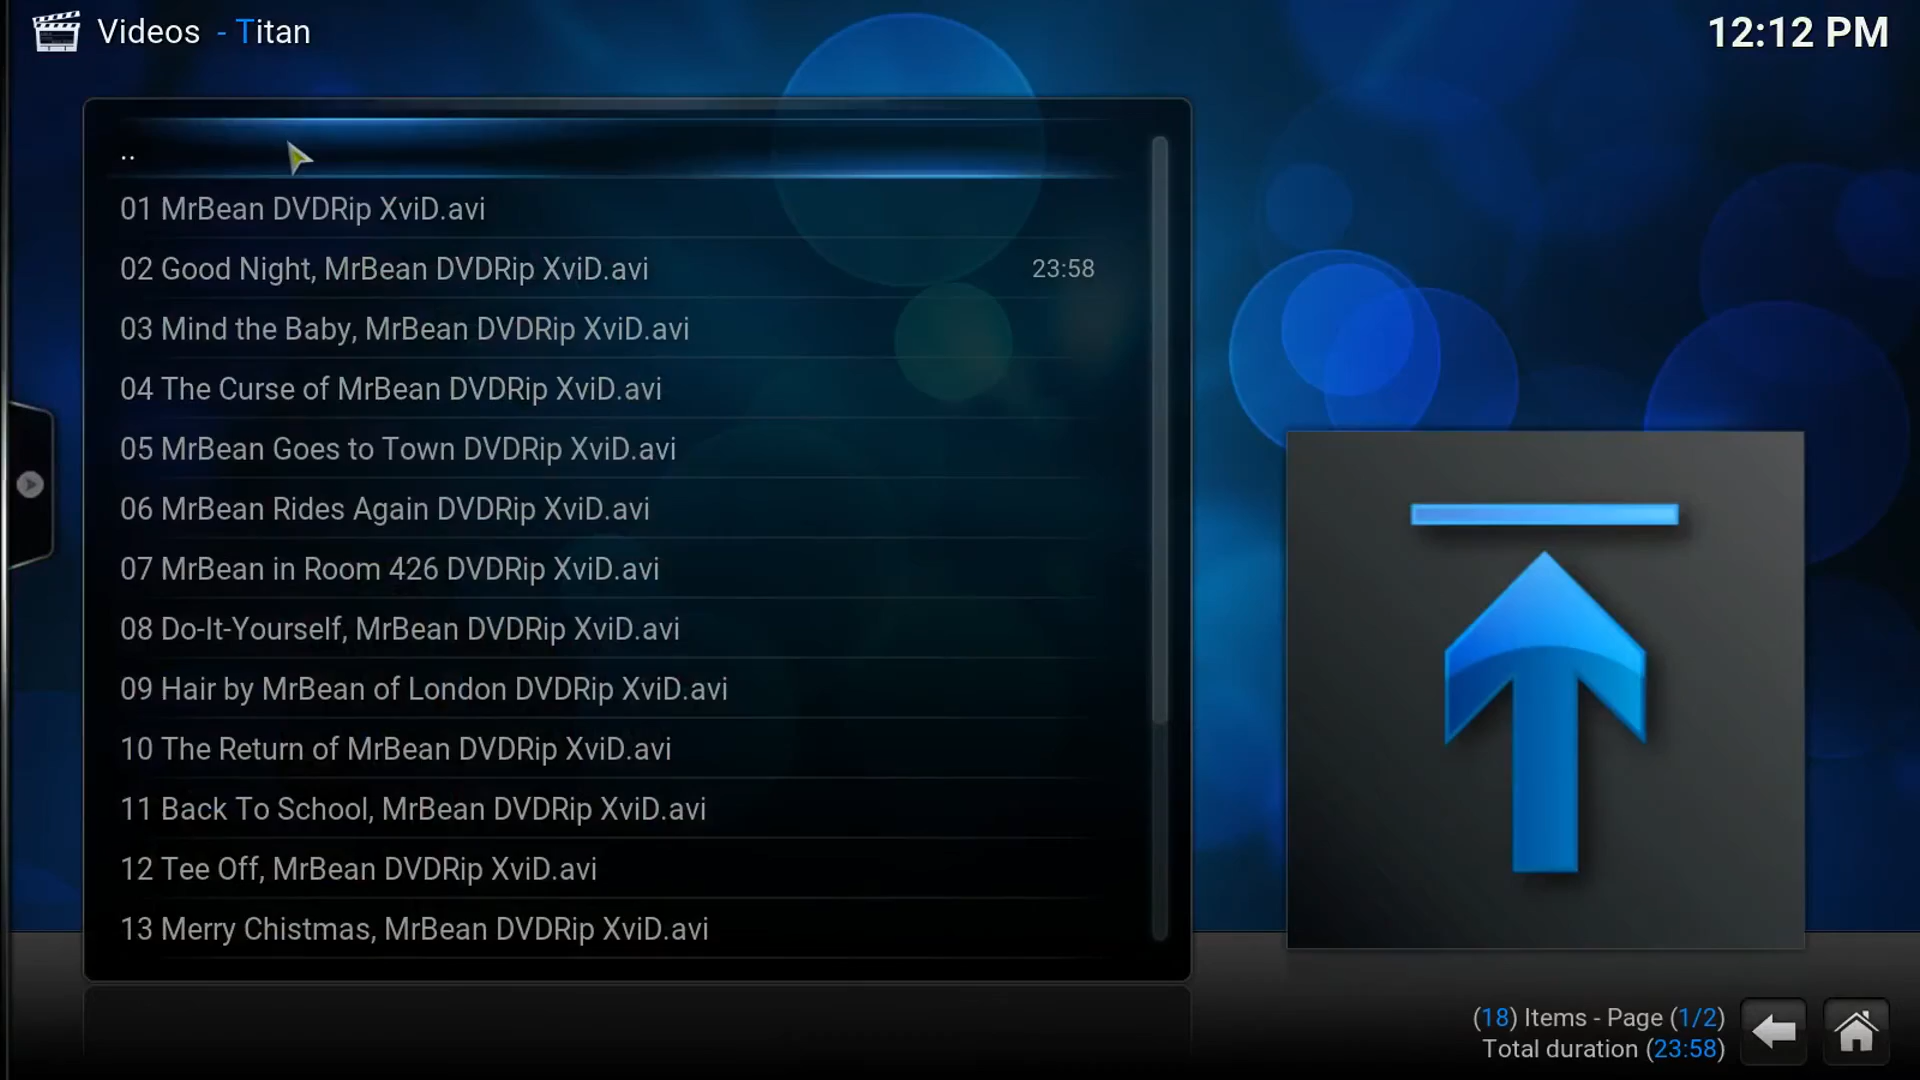 Videos - Titan
12:12 PM
..
01 MrBean DVDRip XviD.avi
02 Good Night, MrBean DVDRip XviD.avi 23:58
03 Mind the Baby, MrBean DVDRip XviD.avi
04 The Curse of MrBean DVDRip XviD.avi
05 MrBean Goes to Town DVDRip XviD.avi
06 MrBean Rides Again DVDRip XviD.avi
07 MrBean in Room 426 DVDRip XviD.avi
08 Do-It-Yourself, MrBean DVDRip XviD.avi
09 Hair by MrBean of London DVDRip XviD.avi
10 The Return of MrBean DVDRip XviD.avi
11 Back To School, MrBean DVDRip XviD.avi
12 Tee Off, MrBean DVDRip XviD.avi
13 Merry Chistmas, MrBean DVDRip XviD.avi
(18) Items - Page (1/2)
Total duration (23:58)